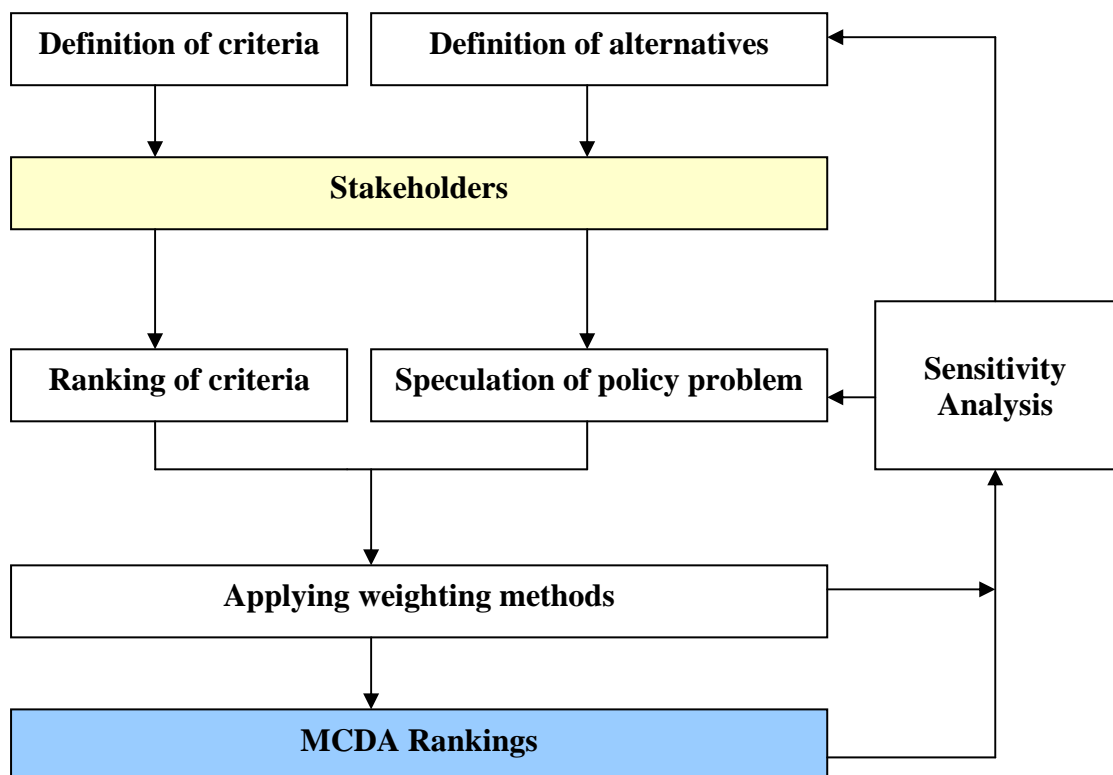 Definition of criteria
Definition of alternatives
Stakeholders
Ranking of criteria
Speculation of policy problem
Sensitivity
Analysis
Applying weighting methods
MCDA Rankings